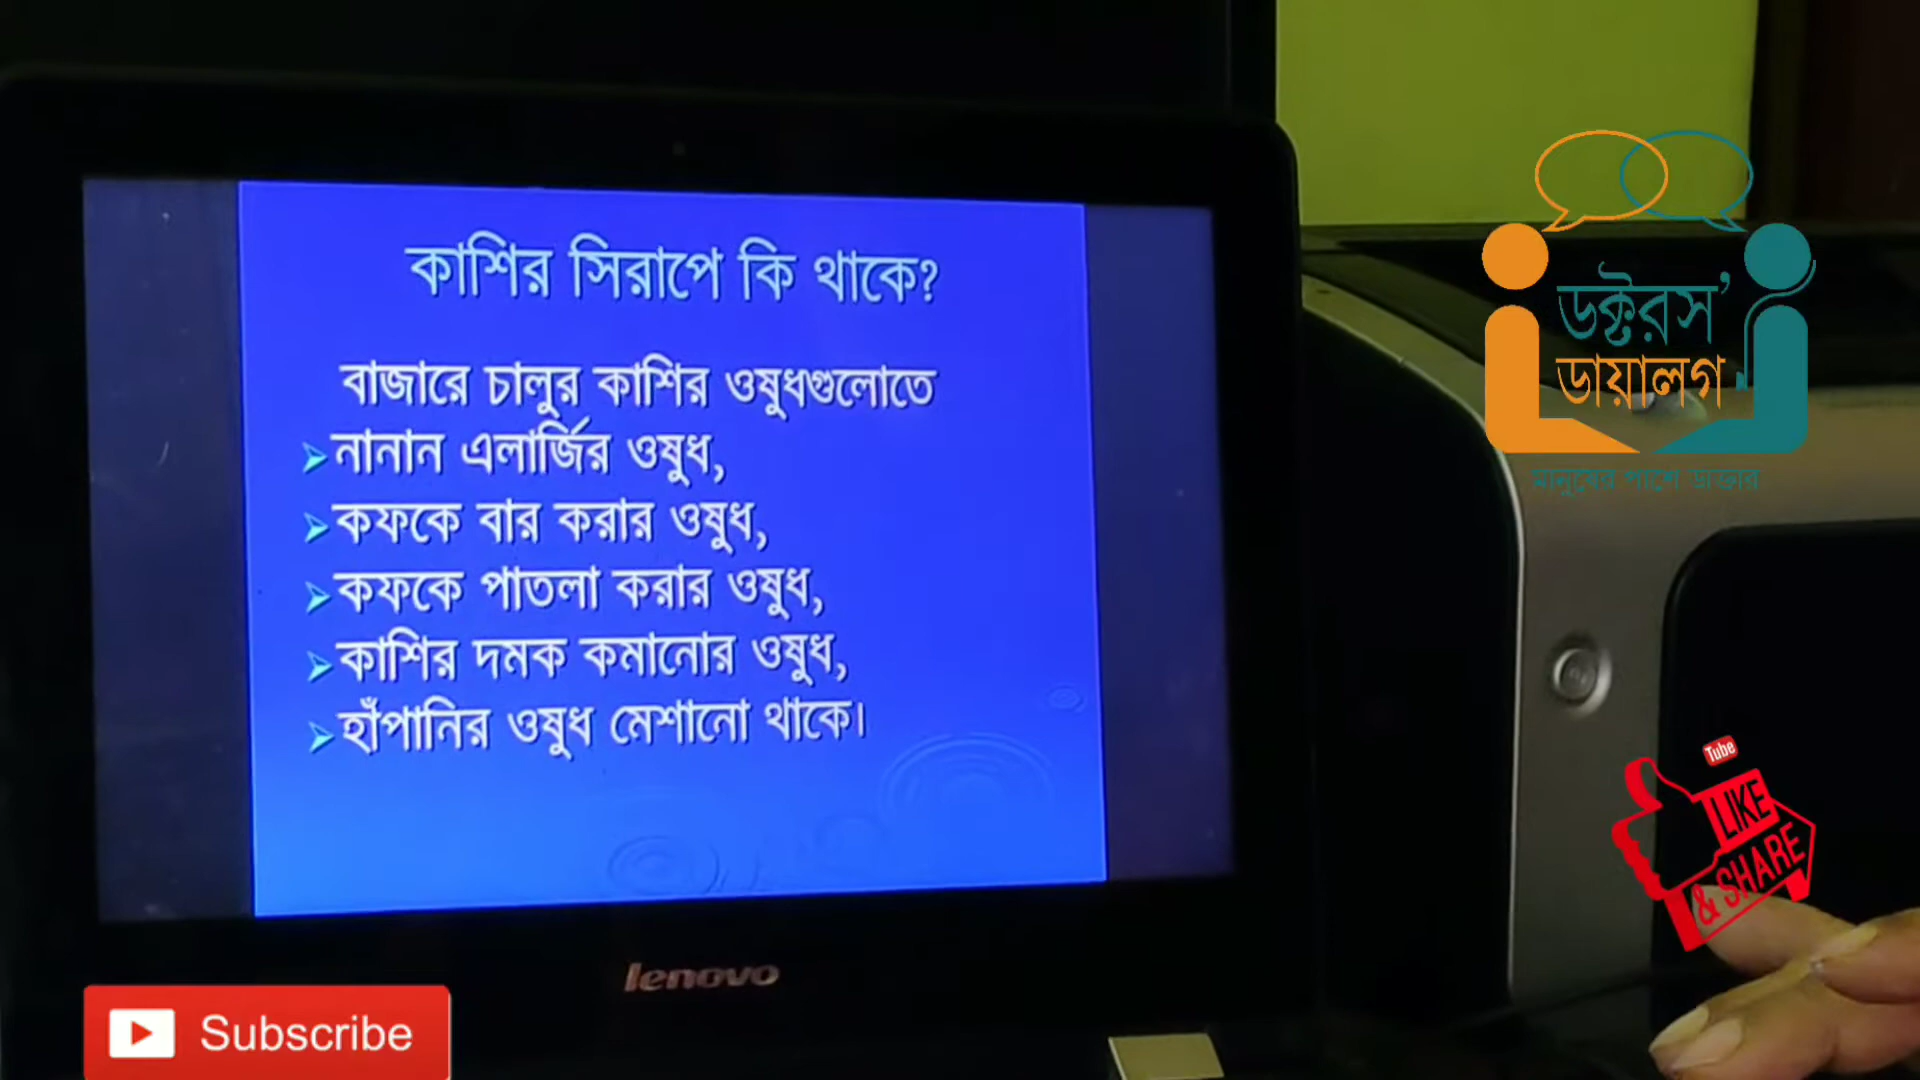 কাশির সিরাপে কি থাকে?
বাজারে চালুর কাশির ওষুধগুলোতে
নানান এলার্জির ওষুধ,
কফকে বার করার ওষুধ,
কফকে পাতলা করার ওষুধ,
কাশির দমক কমানোর ওষুধ,
হাঁপানির ওষুধ মেশানো থাকে।
lenovo
Subscribe
ডক্টরস'
ডায়ালগ
মানুষের পাশে ডাক্তার
Tube
LIKE
& SHARE